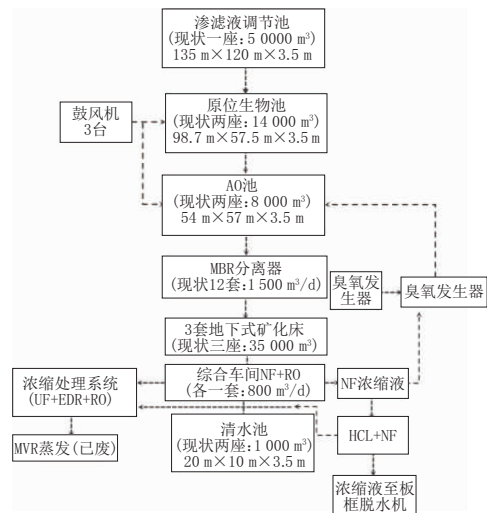 渗滤液调节池
(现状一座:5 0000 m³)
135 m×120 m×3.5 m
鼓风机
3台
原位生物池
(现状两座:14 000 m³)
98.7 m×57.5 m×3.5 m
AO池
(现状两座:8 000 m³)
54 m×57 m×3.5 m
MBR分离器
(现状12套:1 500 m³/d)
臭氧发
生器
臭氧发生器
3套地下式矿化床
(现状三座:35 000 m³)
浓缩处理系统
(UF+EDR+RO)
综合车间NF+RO
(各一套:800 m³/d)
NF浓缩液
MVR蒸发(已废)
清水池
(现状两座:1 000 m³)
20 m×10 m×3.5 m
HCL+NF
浓缩液至板
框脱水机